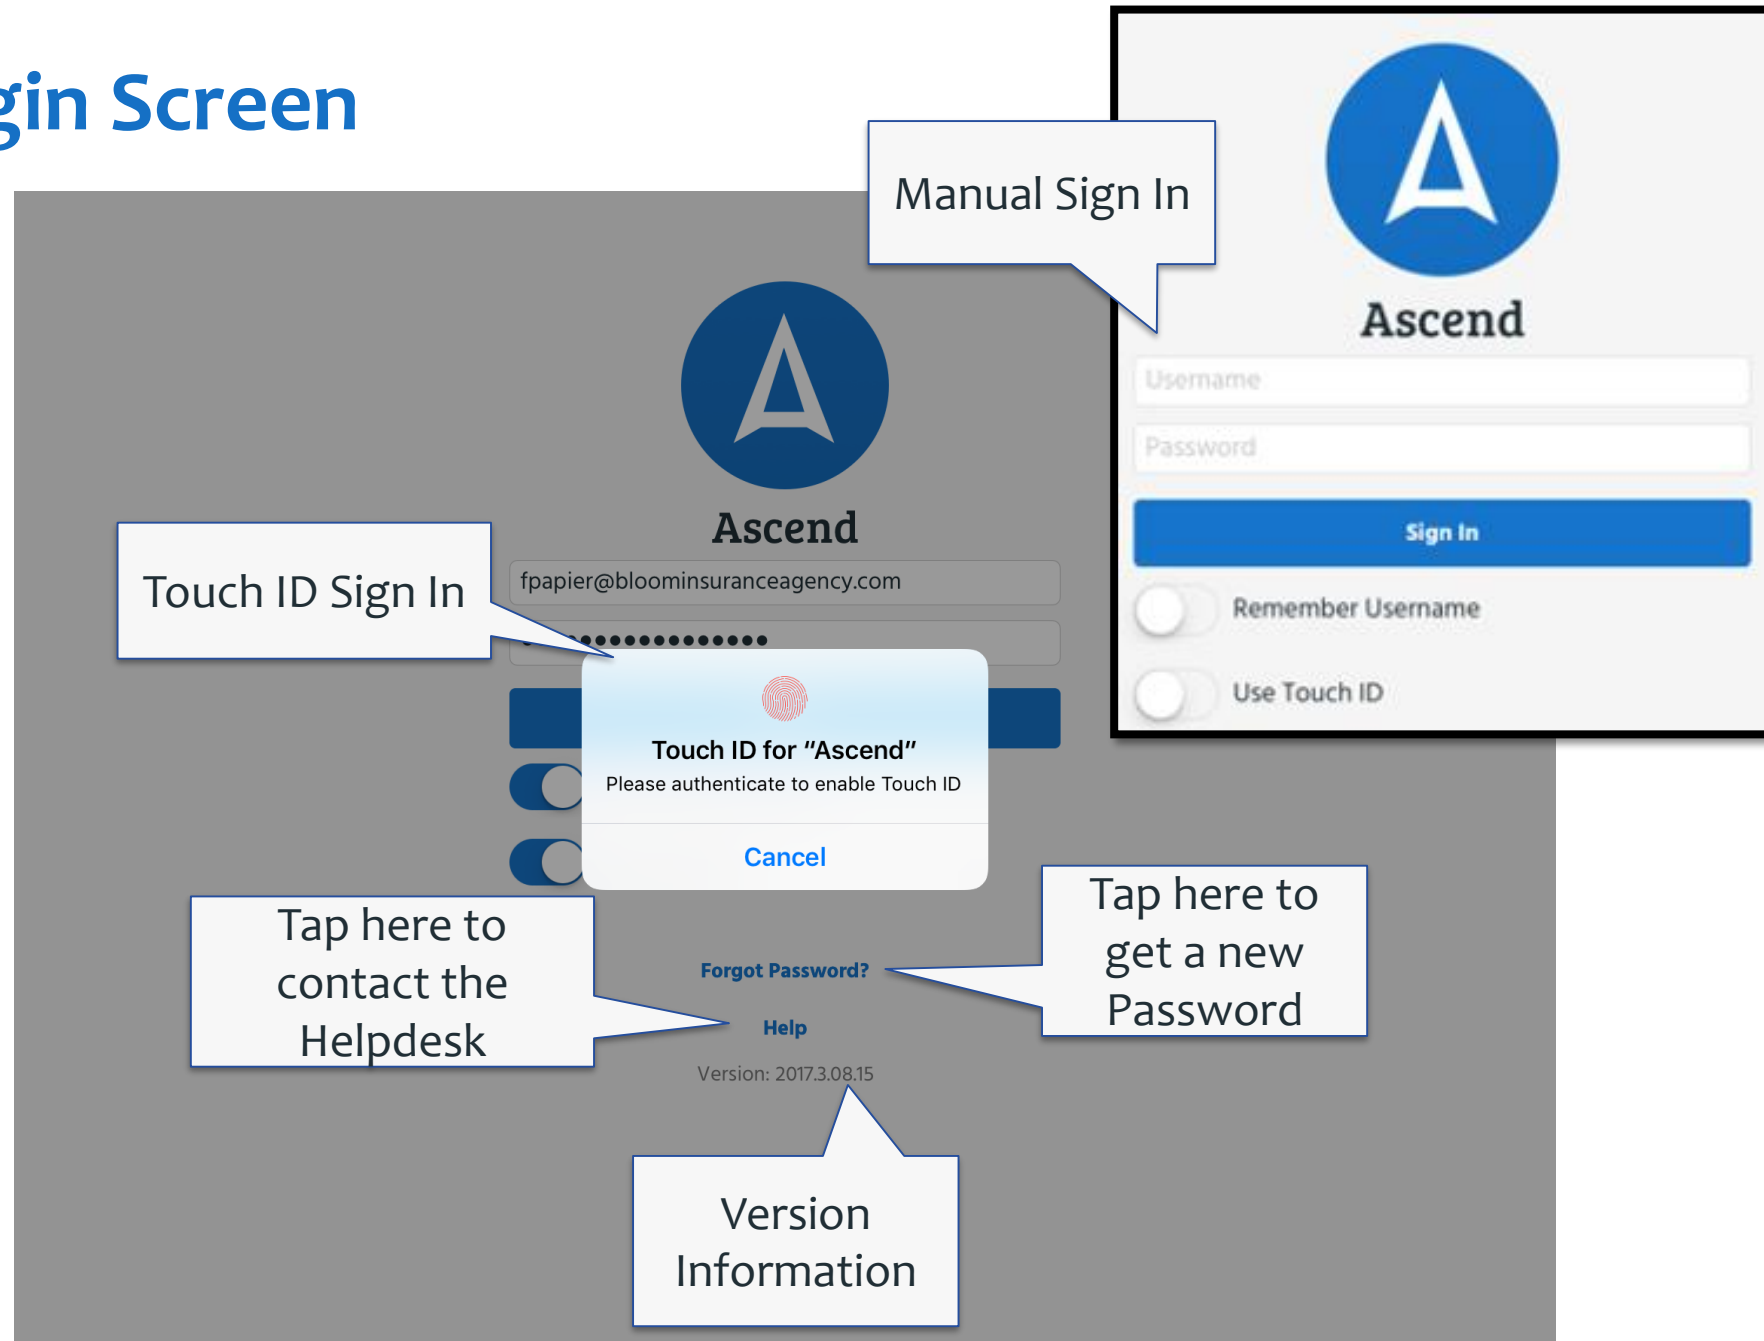 gin Screen
Manual Sign In
Ascend
Username
Password
Sign In
Remember Username
Use Touch ID
Ascend
fpapier@bloominsuranceagency.com
Touch ID Sign In
Touch ID for “Ascend”
Please authenticate to enable Touch ID
Cancel
Tap here to
contact the
Helpdesk
Tap here to
get a new
Password
Forgot Password?
Help
Version: 2017.3.08.15
Version
Information